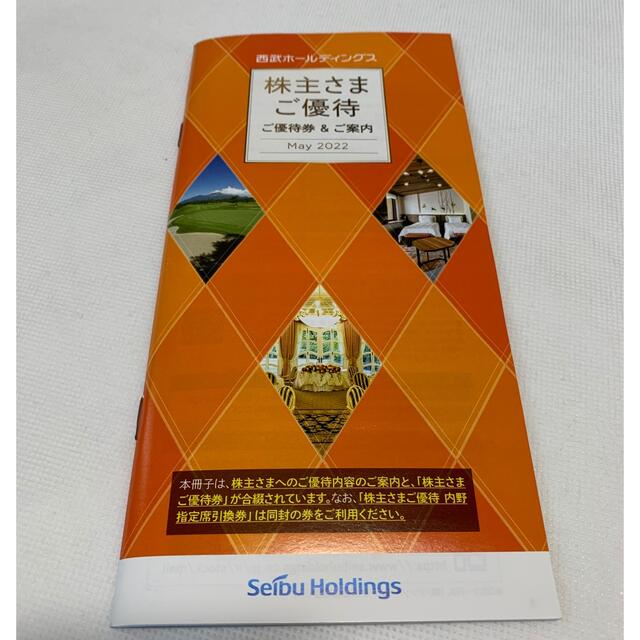 西武ホールディングス
株主さま
ご優待
ご優待券 & ご案内
May 2022
本冊子は、株主さまへのご優待内容のご案内と、「株主さま
ご優待券」が合綴されています。なお、「株主さまご優待 内野
指定席引換券」は同封の券をご利用ください。
Seibu Holdings